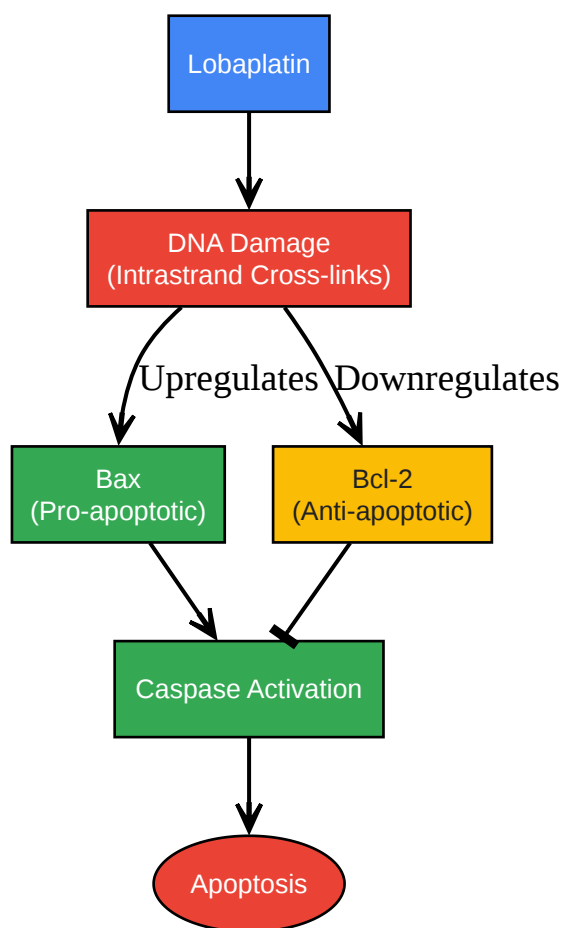 Lobaplatin
DNA Damage
(Intrastrand Cross-links)
Upregulates
Downregulates
Bax
(Pro-apoptotic)
Bcl-2
(Anti-apoptotic)
Caspase Activation
Apoptosis